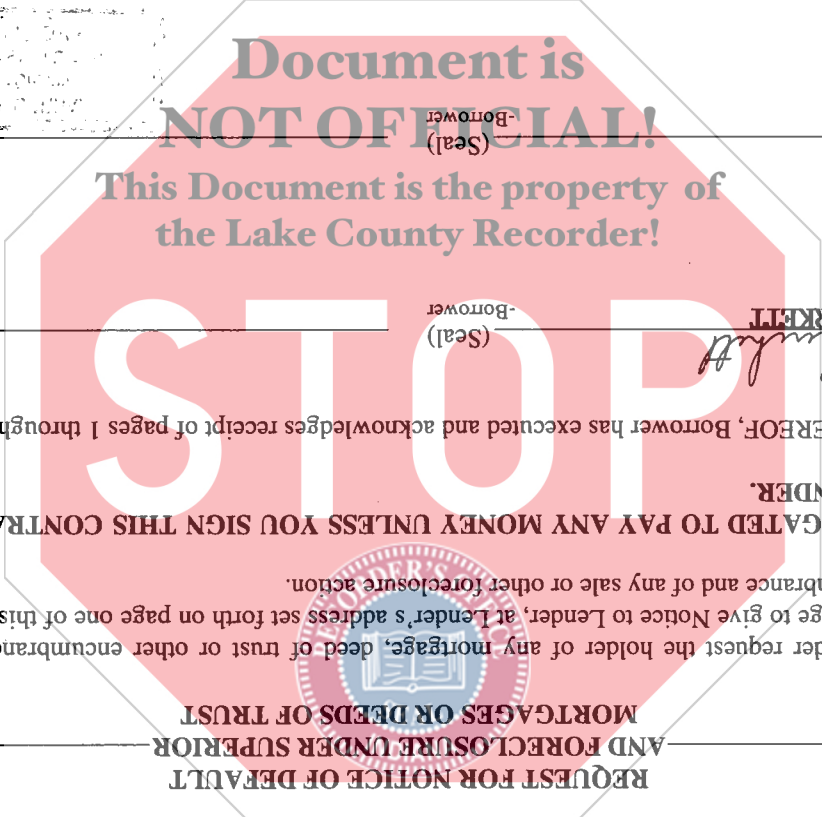 Document is
NOT OFFICIAL!
This Document is the property of
the Lake County Recorder!
STOP
REQUEST FOR NOTICE OF DEFAULT
AND FORECLOSURE UNDER SUPERIOR
MORTGAGES OR DEEDS OF TRUST
der request the holder of any mortgage, deed of trust or other encumbran
ge to give Notice to Lender, at Lender's address set forth on page one of this
mbrance and of any sale or other foreclosure action.
GATED TO PAY ANY MONEY UNLESS YOU SIGN THIS CONTRA
NDER.
EREOF, Borrower has executed and acknowledges receipt of pages 1 through
(Seal)
RKETT
-Borrower
(Seal)
-Borrower